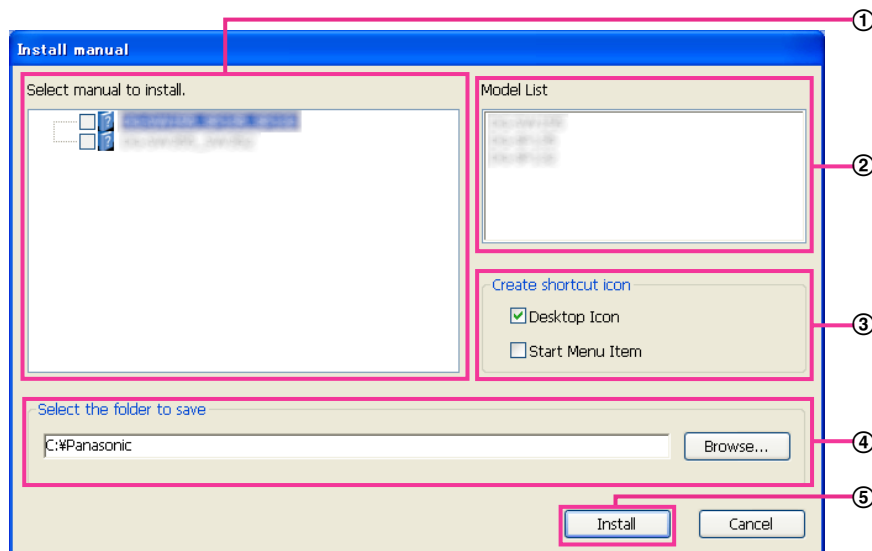 ①
Install manual
Select manual to install.
Model List
②
Create shortcut icon
Desktop Icon
③
Start Menu Item
Select the folder to save
C:¥Panasonic
Browse...
④
⑤
Install
Cancel